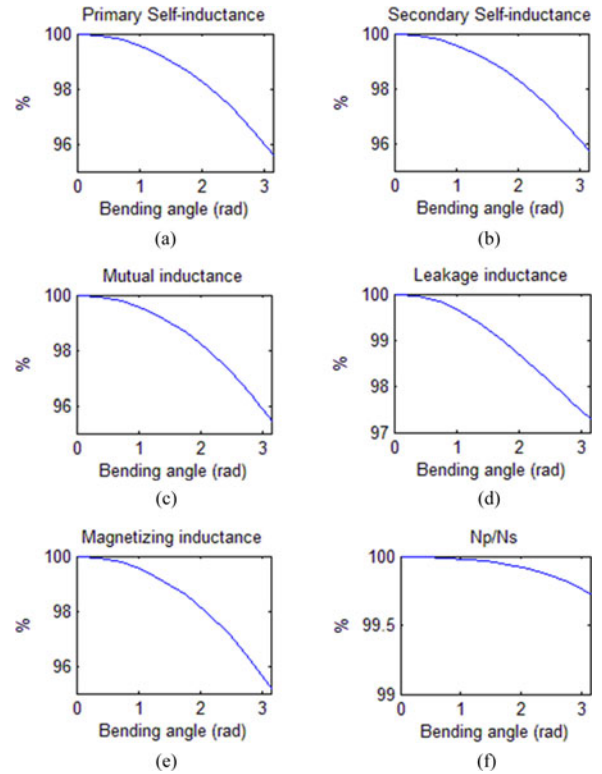 Primary Self-inductance
100
98
96
%
0 1 2 3
Bending angle (rad)
(a)
Secondary Self-inductance
100
98
96
%
0 1 2 3
Bending angle (rad)
(b)
Mutual inductance
100
98
96
%
0 1 2 3
Bending angle (rad)
(c)
Leakage inductance
100
99
98
97
%
0 1 2 3
Bending angle (rad)
(d)
Magnetizing inductance
100
98
96
%
0 1 2 3
Bending angle (rad)
(e)
Np/Ns
100
99.5
99
%
0 1 2 3
Bending angle (rad)
(f)